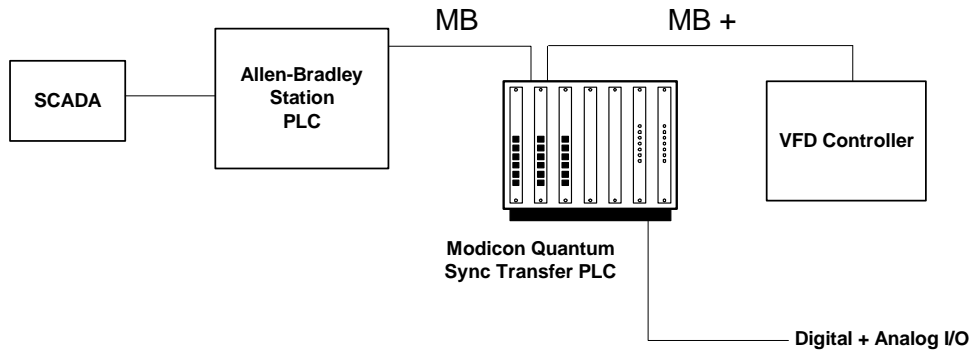 MB
MB +
SCADA
Allen-Bradley
Station
PLC
VFD Controller
Modicon Quantum
Sync Transfer PLC
Digital + Analog I/O